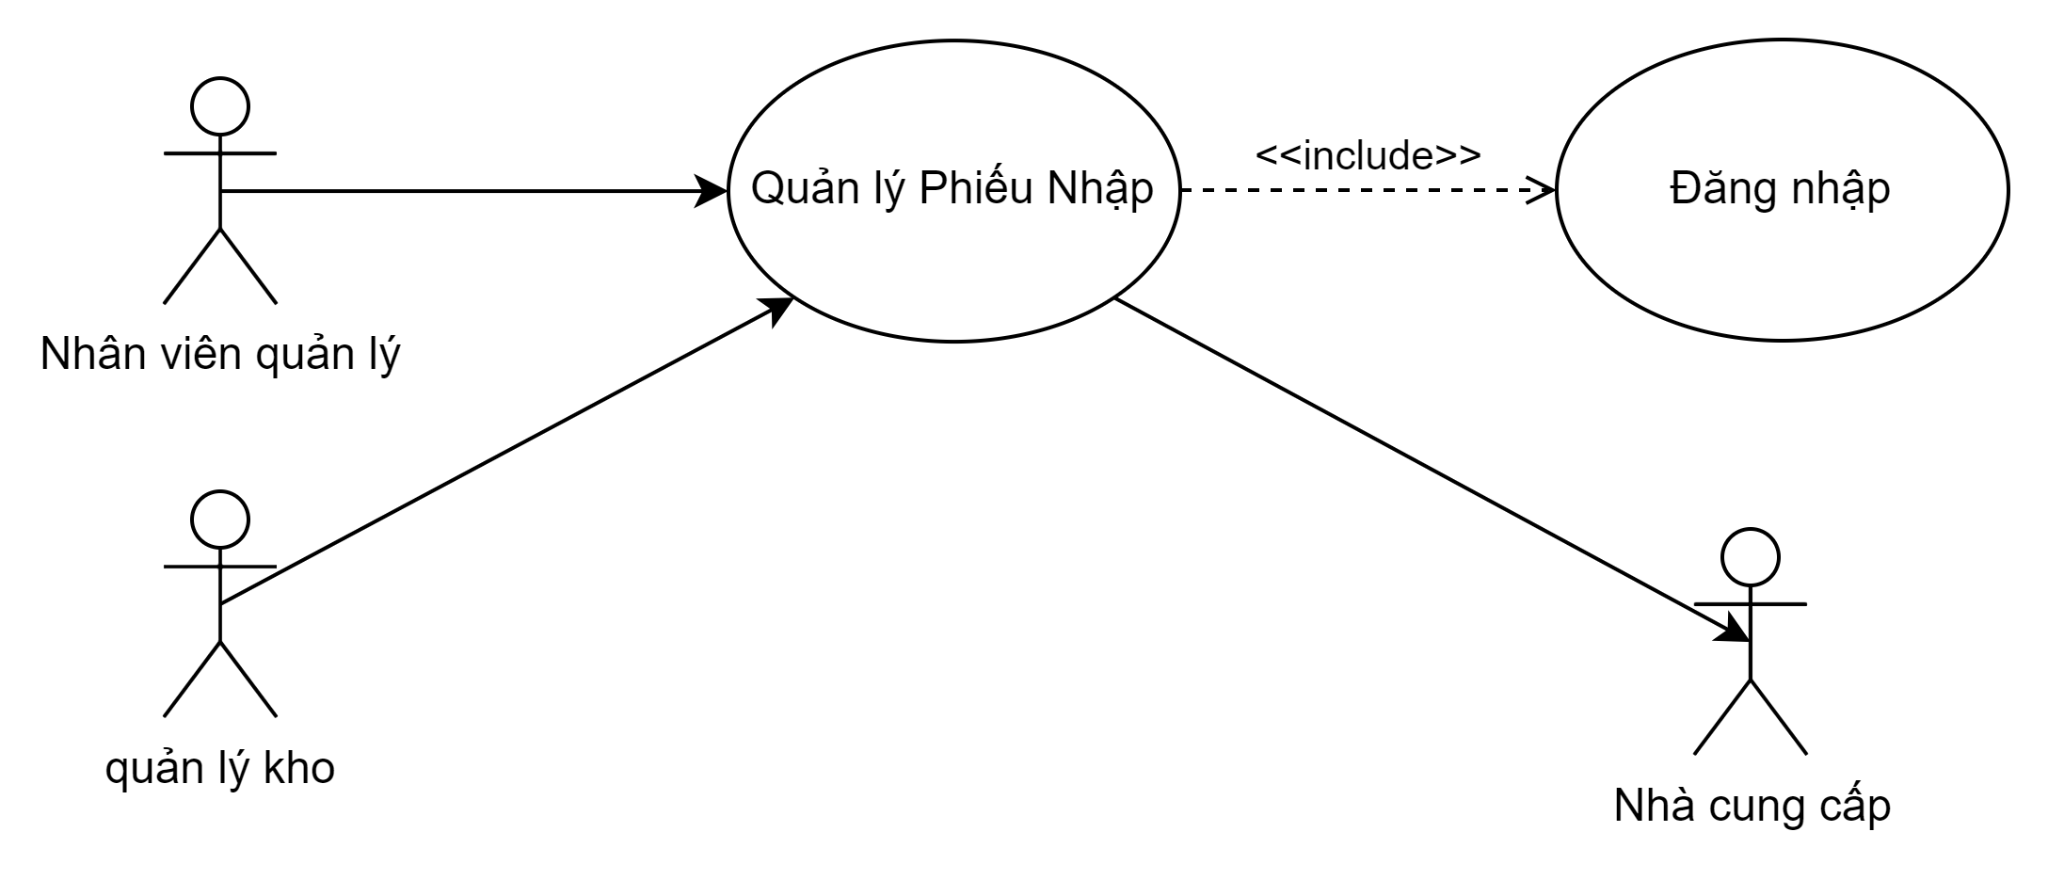 <<include>>
Quản lý Phiếu Nhập
Đăng nhập
Nhân viên quản lý
quản lý kho
Nhà cung cấp